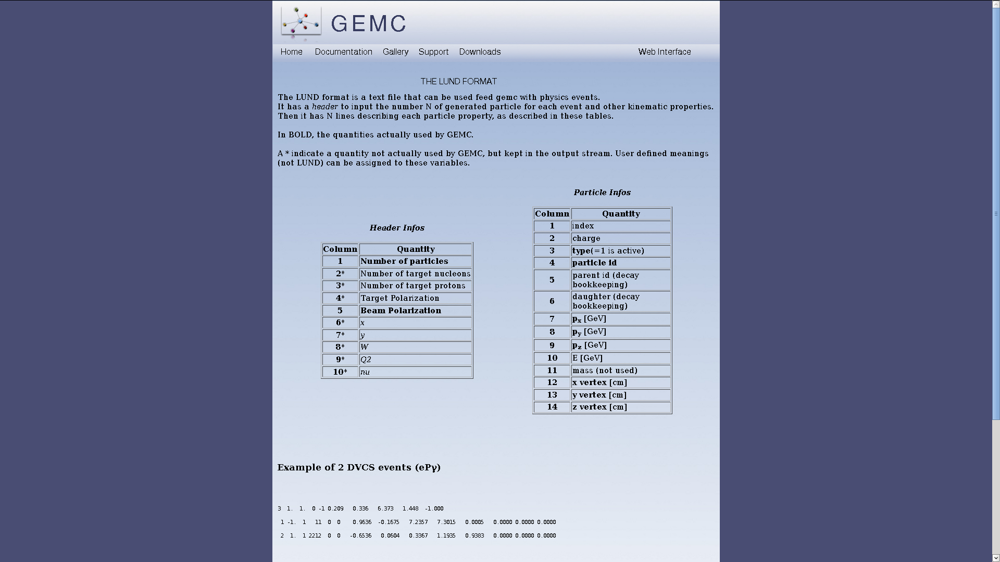 GEMC
Home Documentation Gallery Support Downloads Web Interface
THE LUND FORMAT
The LUND format is a text file that can be used feed gemc with physics events.
It has a header to input the number N of generated particle for each event and other kinematic properties.
Then it has N lines describing each particle property, as described in these tables.
In BOLD, the quantities actually used by GEMC.
A * indicate a quantity not actually used by GEMC, but kept in the output stream. User defined meanings
(not LUND) can be assigned to these variables.
Header Infos
Column Quantity
1 Number of particles
2* Number of target nucleons
3* Number of target protons
4* Target Polarization
5 Beam Polarization
6* x
7* y
8* W
9* Q2
10* nu
Particle Infos
Column Quantity
1 index
2 charge
3 type(=1 is active)
4 particle id
5 parent id (decay
bookkeeping)
6 daughter (decay
bookkeeping)
7 px [GeV]
8 py [GeV]
9 pz [GeV]
10 E [GeV]
11 mass (not used)
12 x vertex [cm]
13 y vertex [cm]
14 z vertex [cm]
Example of 2 DVCS events (ePγ)
3 1. 1. 0 -1 0.209 0.336 6.373 1.448 -1.000
1 -1. 1 11 0 0 0.9636 -0.1675 7.2357 7.3015 0.0005 0.0000 0.0000 0.0000
2 1. 1 2212 0 0 -0.6536 0.0604 0.3367 1.1935 0.9383 0.0000 0.0000 0.0000